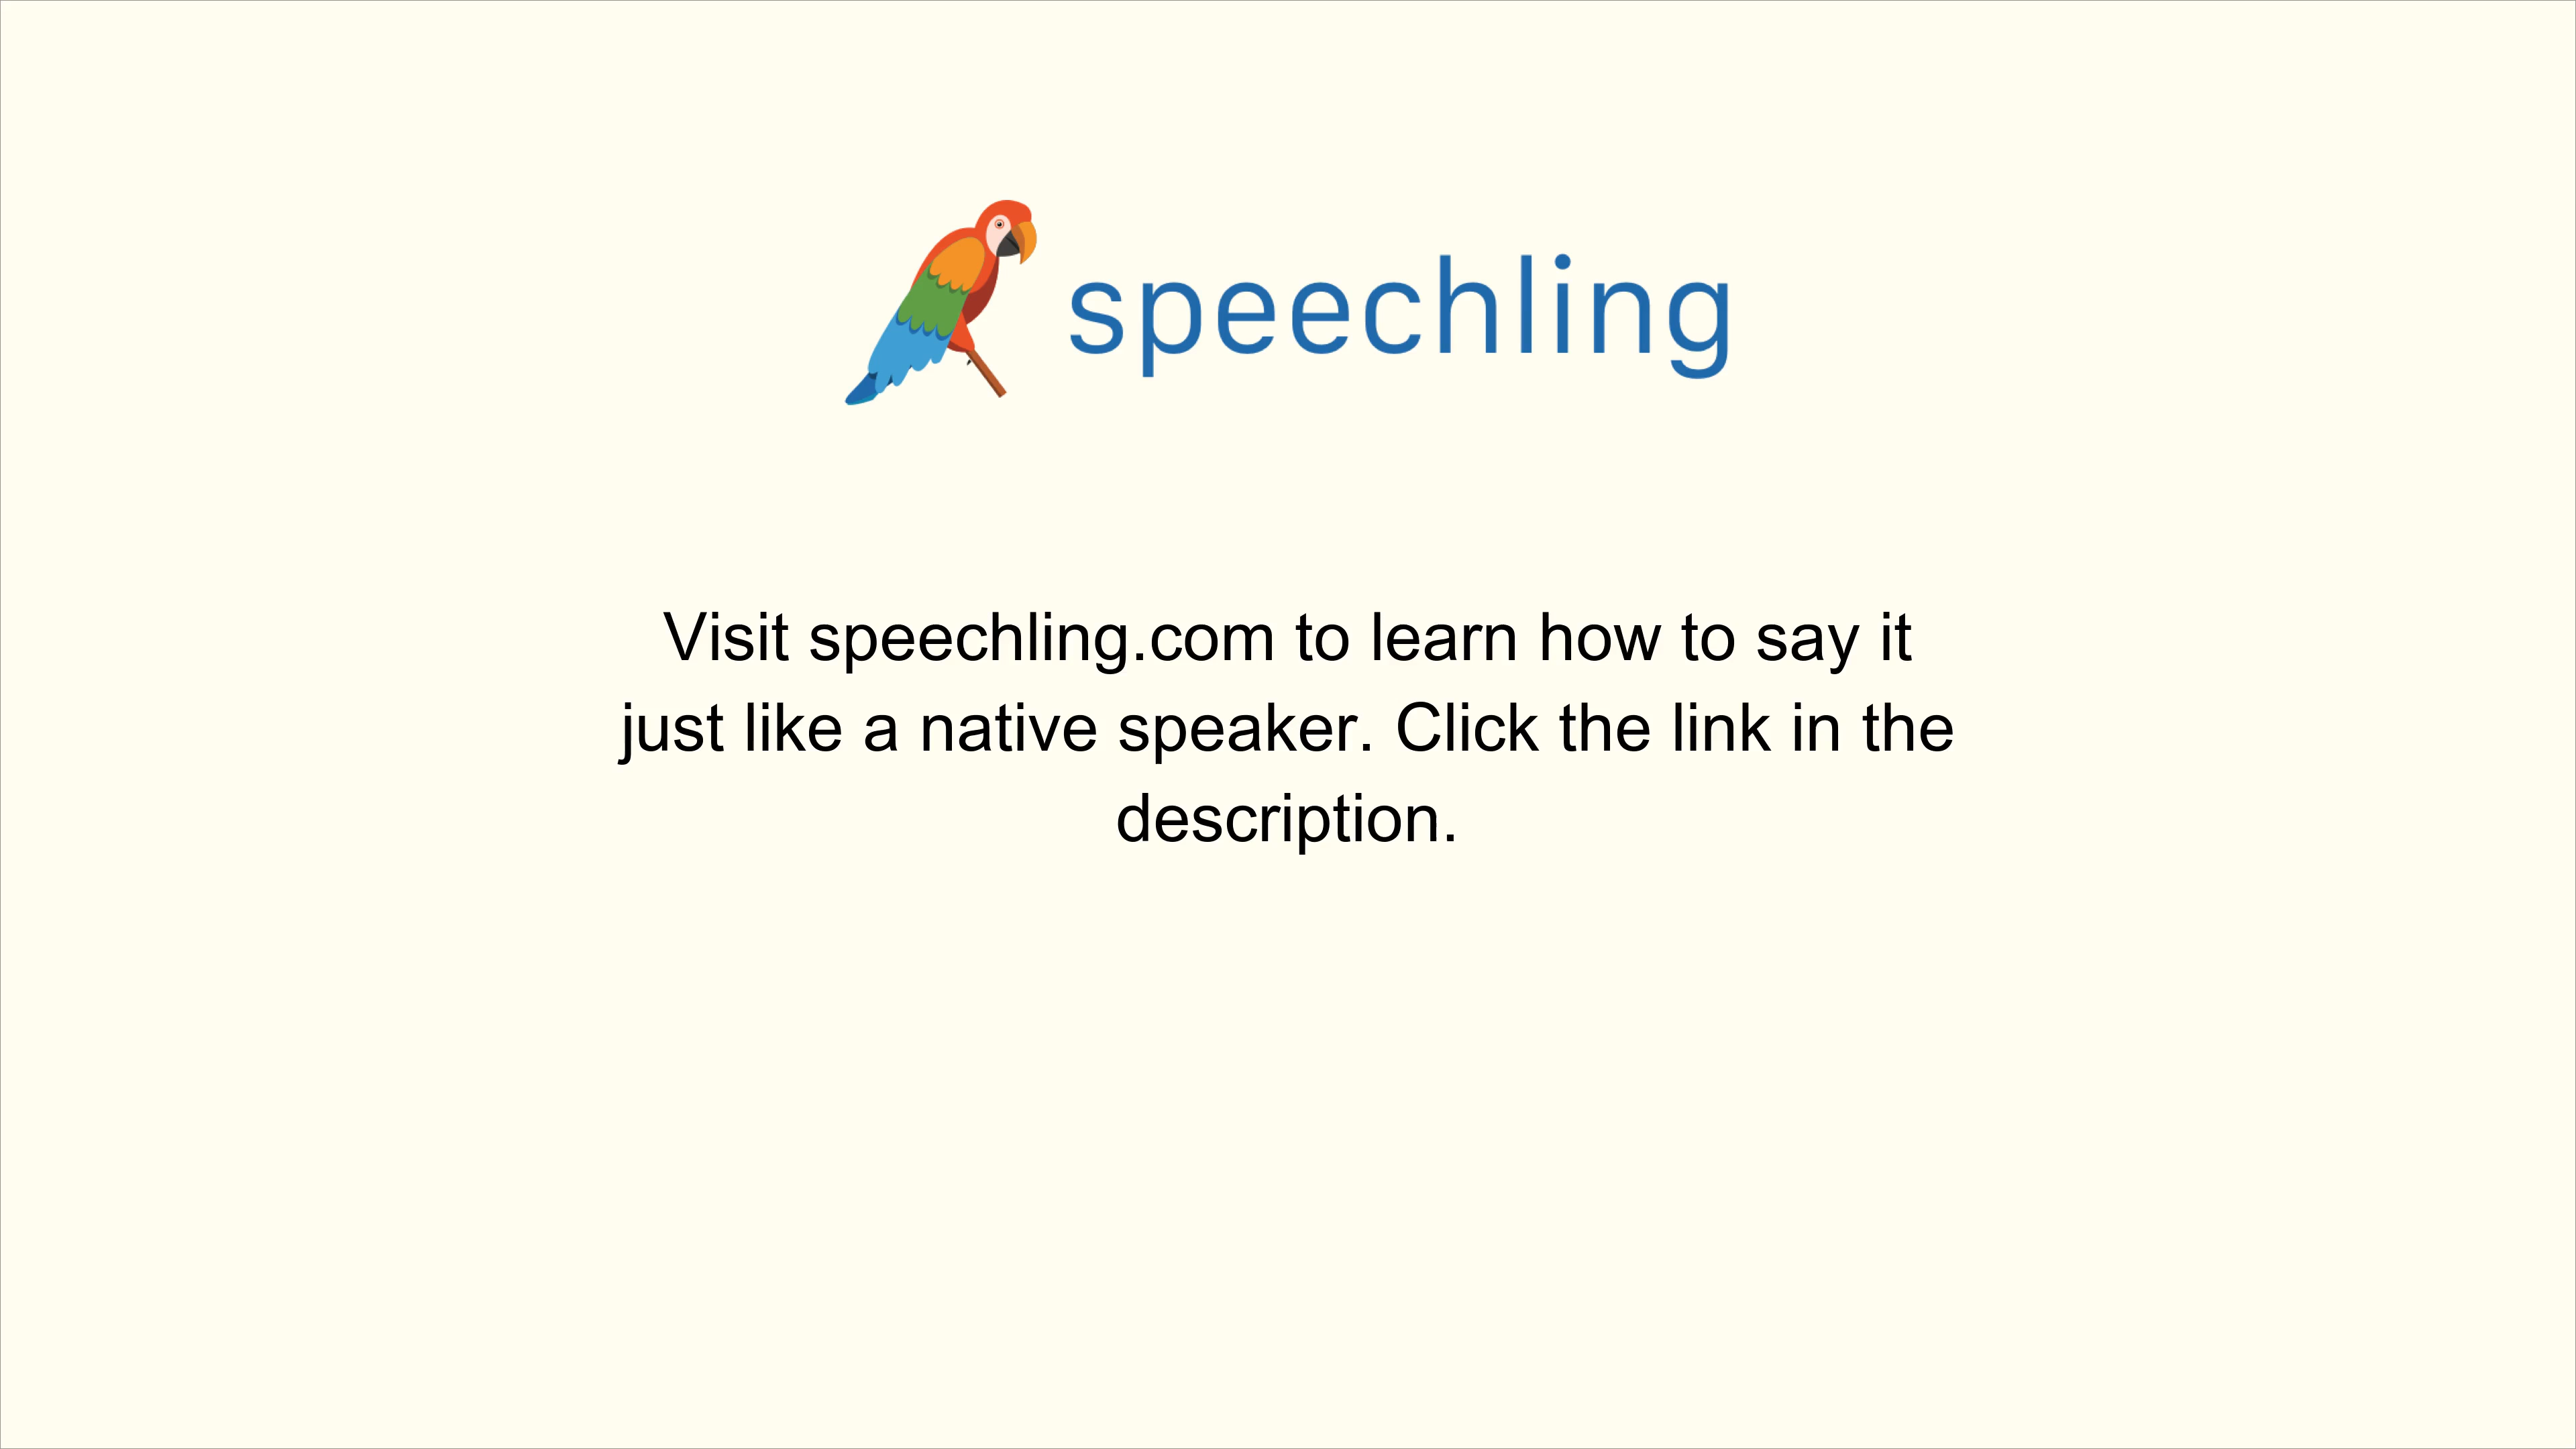 speechling
Visit speechling.com to learn how to say it
just like a native speaker. Click the link in the
description.